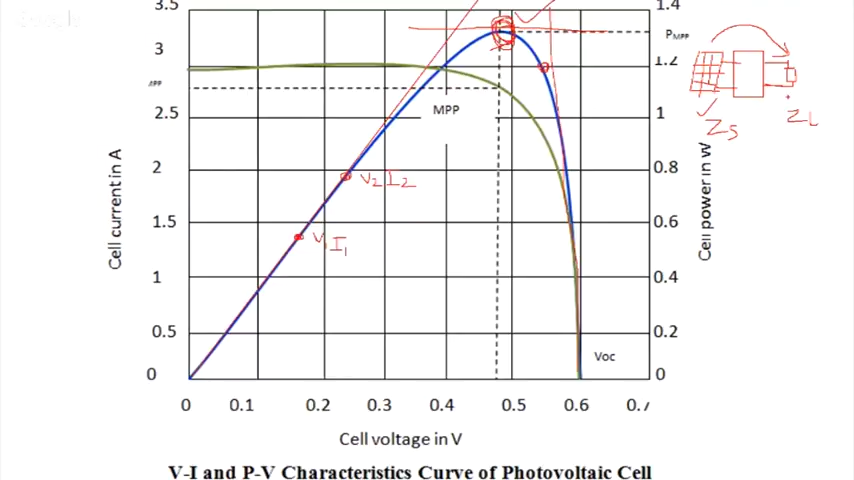 3.5
3
2.5
2
1.5
1
0.5
0
Cell current in A
MPP
V2 I2
V1 I1
Voc
0 0.1 0.2 0.3 0.4 0.5 0.6 0.7
Cell voltage in V
1.4
PMPP
1.2
1
0.8
0.6
0.4
0.2
0
Cell power in W
ZS
ZL
V-I and P-V Characteristics Curve of Photovoltaic Cell